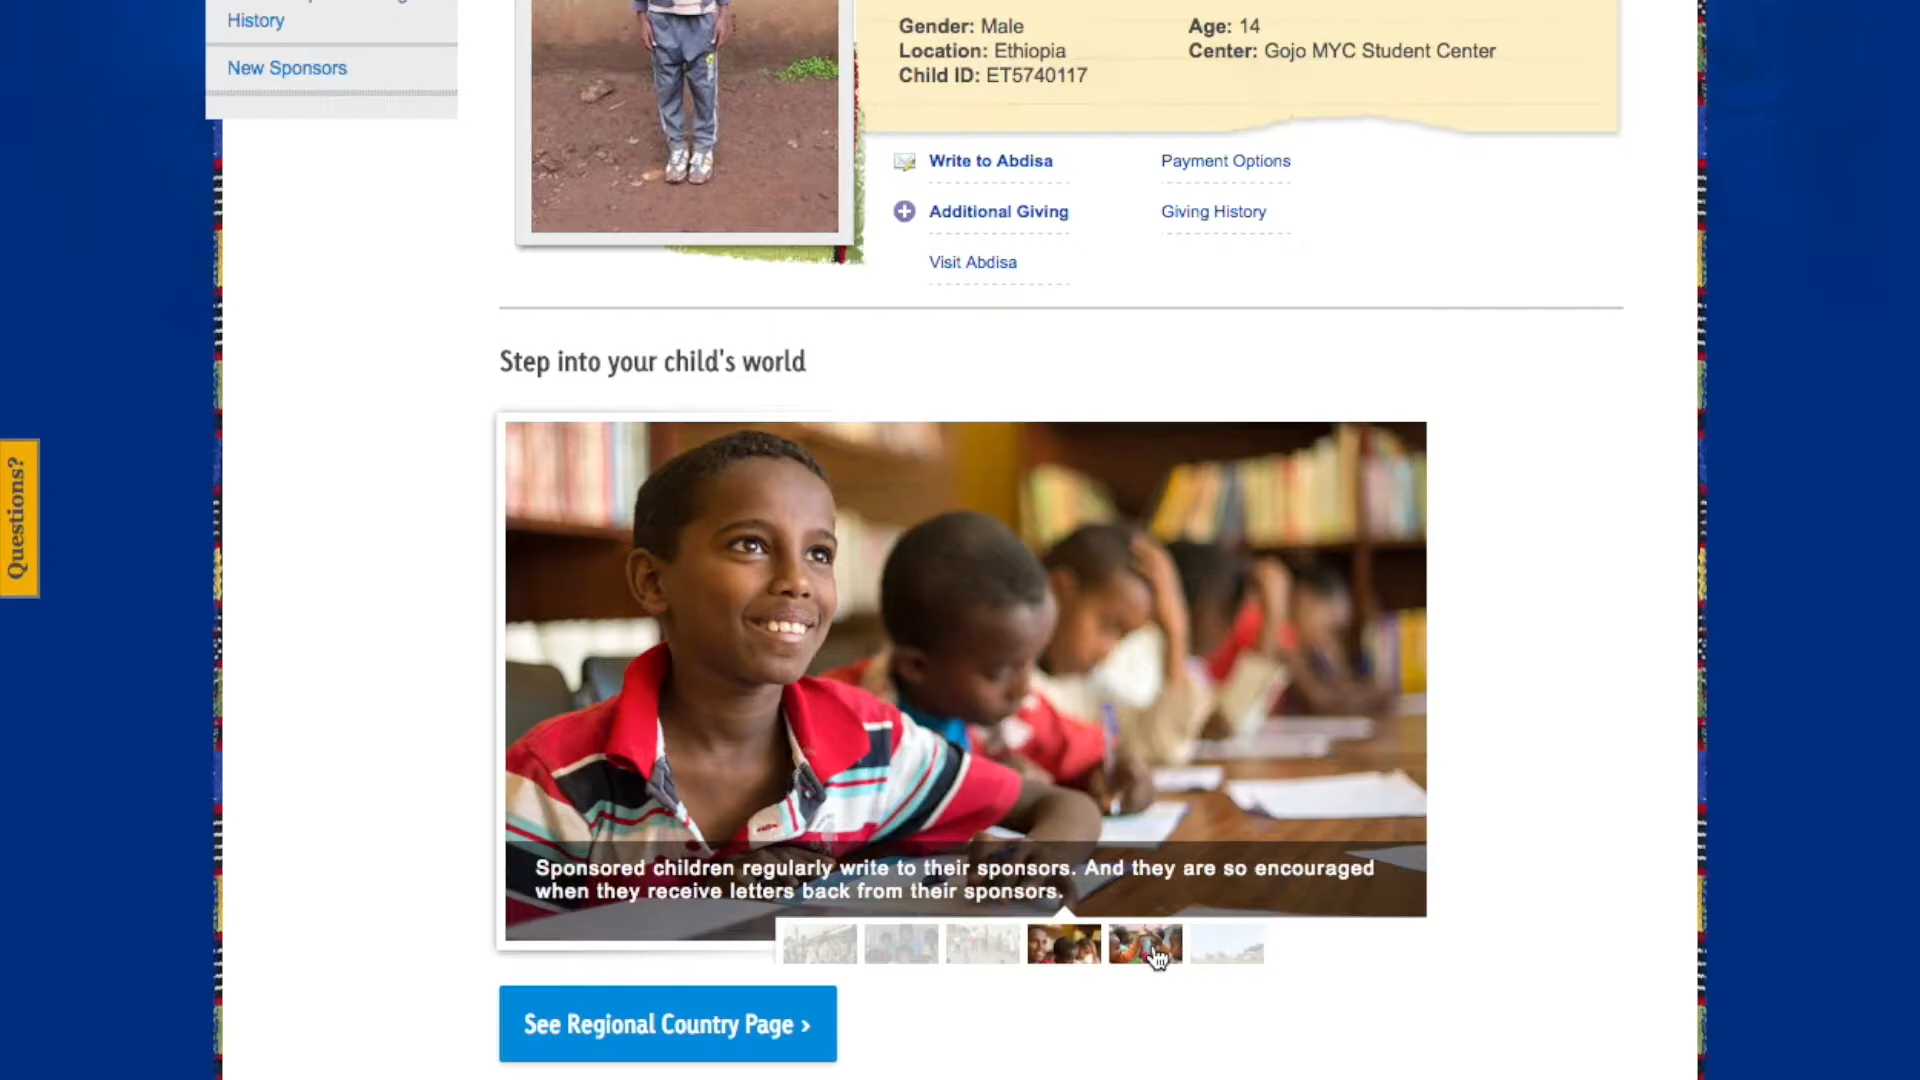 History
New Sponsors
Gender: Male
Age: 14
Location: Ethiopia
Center: Gojo MYC Student Center
Child ID: ET5740117
Write to Abdisa
Payment Options
Additional Giving
Giving History
Visit Abdisa
Step into your child's world
Questions?
Sponsored children regularly write to their sponsors. And they are so encouraged
when they receive letters back from their sponsors.
See Regional Country Page ›